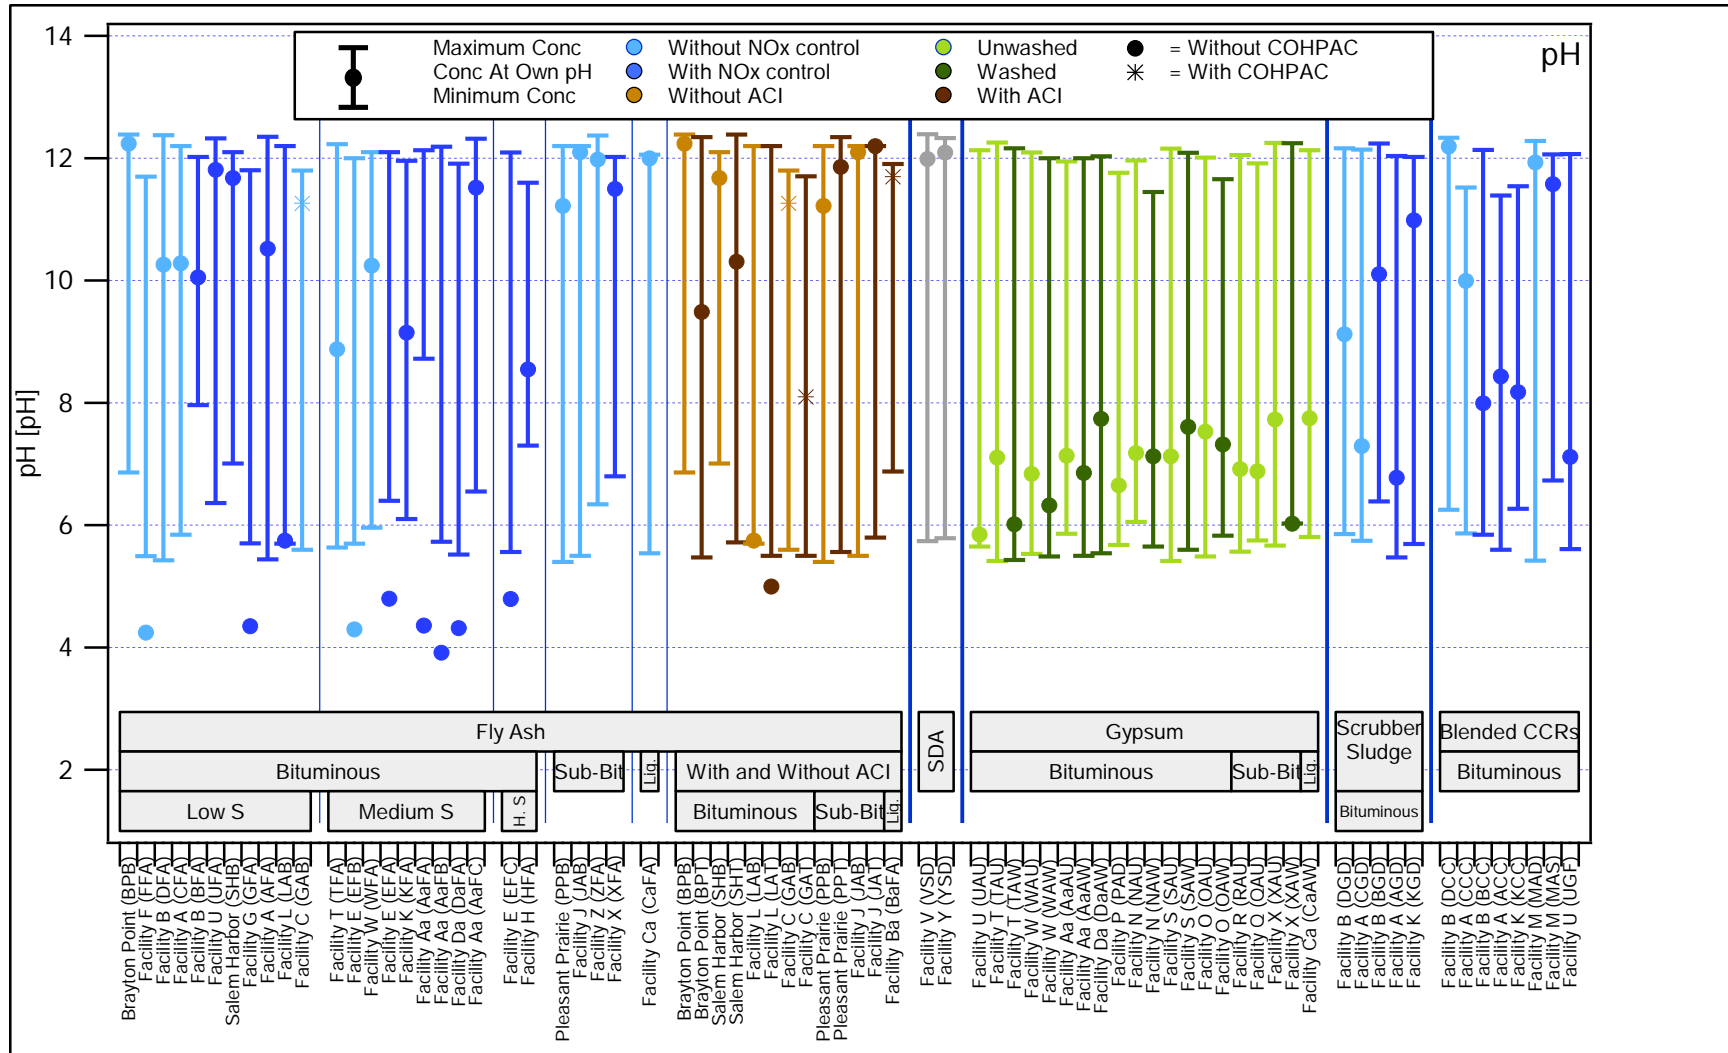 14
12
10
8
6
4
2
pH [pH]
pH
Maximum Conc
Conc At Own pH
Minimum Conc
Without NOx control
With NOx control
Without ACI
Unwashed
Washed
With ACI
= Without COHPAC
= With COHPAC
Fly Ash
Bituminous
Sub-Bit
Lig.
With and Without ACI
Low S
Medium S
H. S
Bituminous
Sub-Bit
Lig.
SDA
Gypsum
Bituminous
Sub-Bit
Lig.
Scrubber
Sludge
Bituminous
Blended CCRs
Bituminous
Brayton Point (BPB)
Facility F (FFA)
Facility B (DFA)
Facility A (CFA)
Facility B (BFA)
Facility U (UFA)
Salem Harbor (SHB)
Facility G (GFA)
Facility A (AFA)
Facility L (LAB)
Facility C (GAB)
Facility T (TFA)
Facility E (EFB)
Facility W (WFA)
Facility E (EFA)
Facility K (KFA)
Facility Aa (AaFA)
Facility Aa (AaFB)
Facility Da (DaFA)
Facility Aa (AaFC)
Facility E (EFC)
Facility H (HFA)
Pleasant Prairie (PPB)
Facility J (JAB)
Facility Z (ZFA)
Facility X (XFA)
Facility Ca (CaFA)
Brayton Point (BPB)
Brayton Point (BPT)
Salem Harbor (SHB)
Salem Harbor (SHT)
Facility L (LAB)
Facility L (LAT)
Facility C (GAB)
Facility C (GAT)
Pleasant Prairie (PPB)
Pleasant Prairie (PPT)
Facility J (JAB)
Facility J (JAT)
Facility Ba (BaFA)
Facility V (VSD)
Facility Y (YSD)
Facility U (UAU)
Facility T (TAU)
Facility T (TAW)
Facility W (WAU)
Facility W (WAW)
Facility Aa (AaAU)
Facility Aa (AaAW)
Facility Da (DaAW)
Facility P (PAD)
Facility N (NAU)
Facility N (NAW)
Facility S (SAU)
Facility S (SAW)
Facility O (OAU)
Facility O (OAW)
Facility R (RAU)
Facility Q (QAU)
Facility X (XAU)
Facility X (XAW)
Facility Ca (CaAW)
Facility B (DGD)
Facility A (CGD)
Facility B (BGD)
Facility A (AGD)
Facility K (KGD)
Facility B (DCC)
Facility A (CCC)
Facility B (BCC)
Facility A (ACC)
Facility K (KCC)
Facility M (MAD)
Facility M (MAS)
Facility U (UGF)